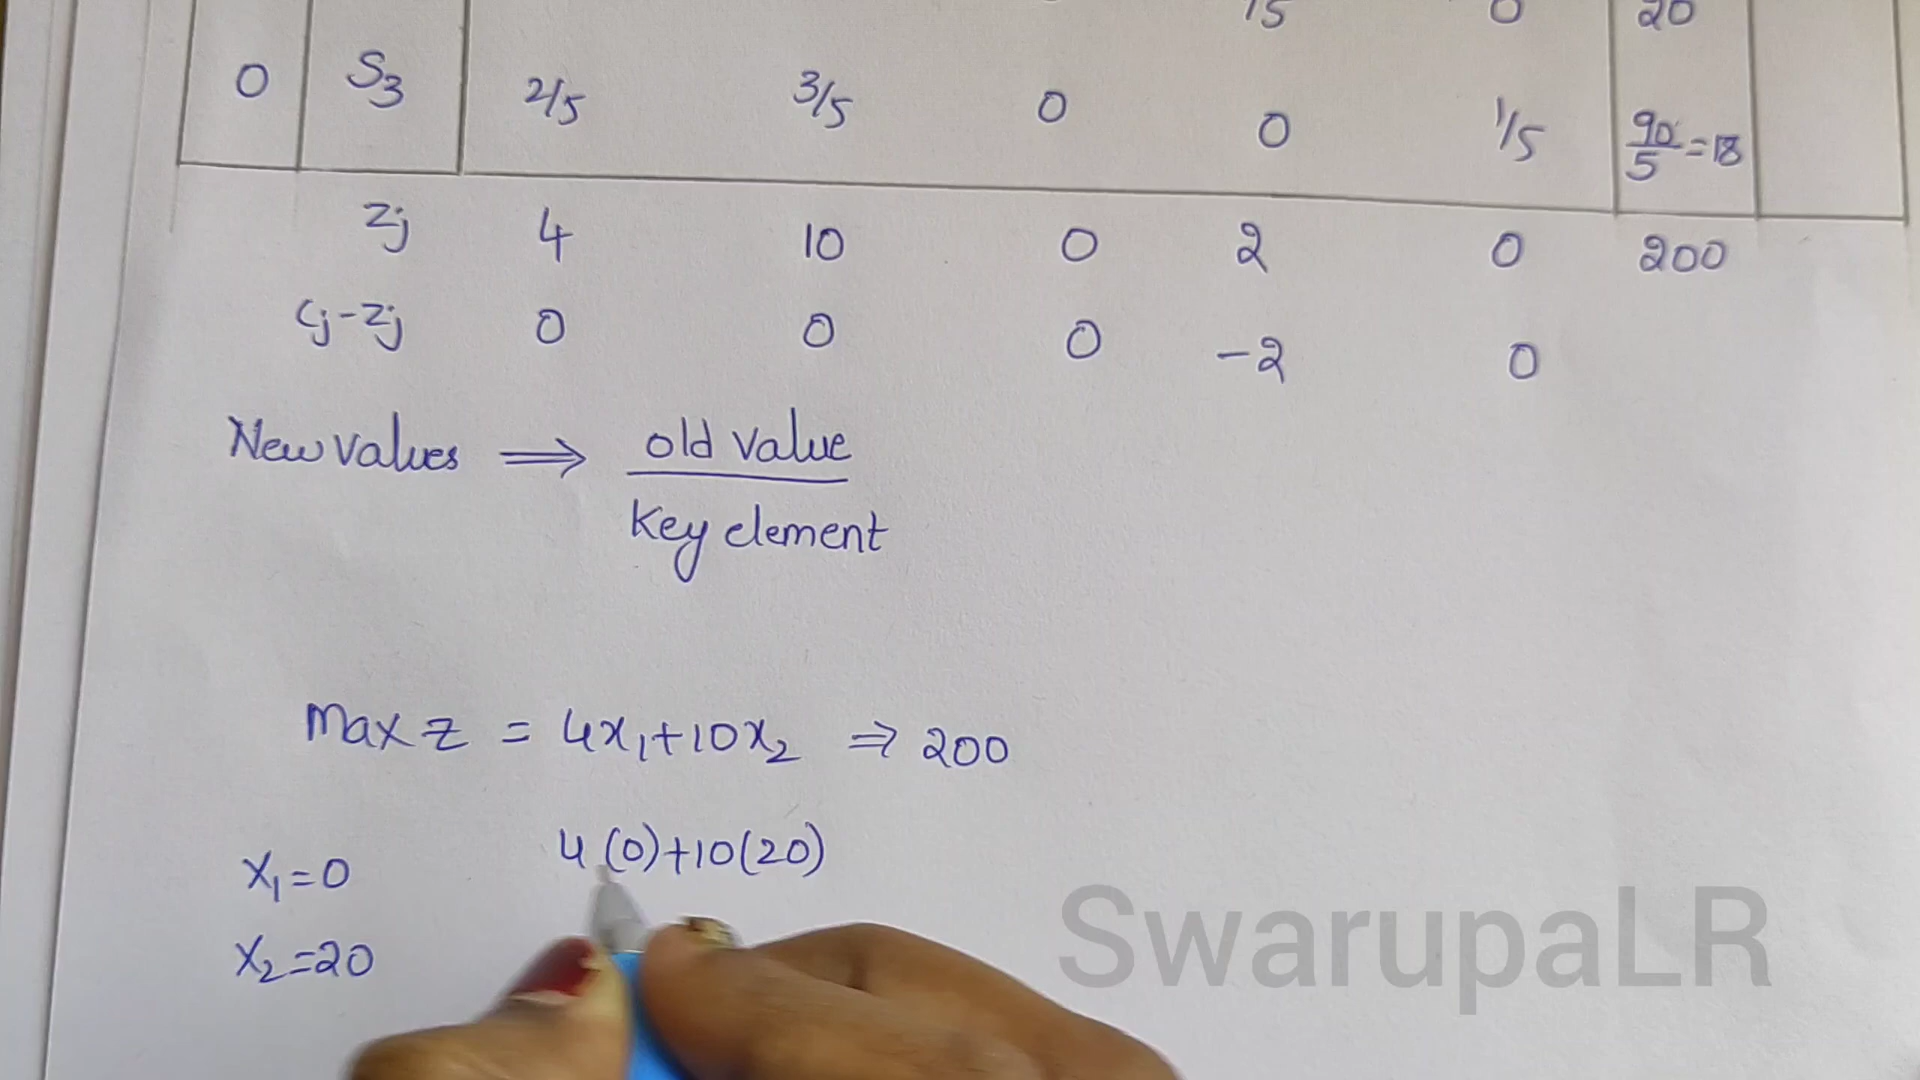 15 0 20
0 S3 2/5 3/5 0 0 1/5 90/5=18
Zj 4 10 0 2 0 200
Cj-Zj 0 0 0 -2 0
New values ⇒ old value
Key element
Max Z = 4x1+10x2 ⇒ 200
4(0)+10(20)
X1=0
X2=20
SwarupaLR